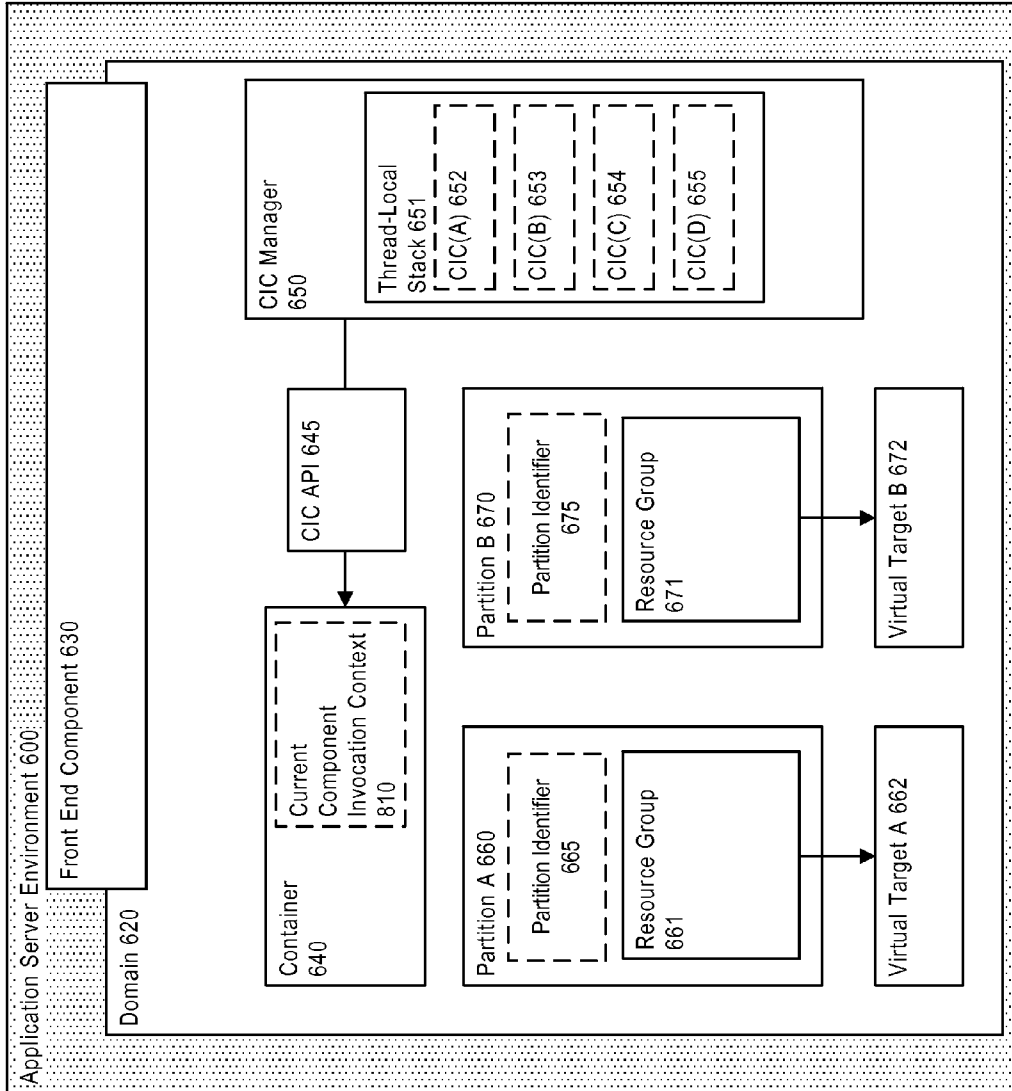 Application Server Environment 600
Front End Component 630
Domain 620
Container
640
Current
Component
Invocation Context
810
CIC API 645
CIC Manager
650
Thread-Local
Stack 651
CIC(A) 652
CIC(B) 653
CIC(C) 654
CIC(D) 655
Partition A 660
Partition Identifier
665
Resource Group
661
Virtual Target A 662
Partition B 670
Partition Identifier
675
Resource Group
671
Virtual Target B 672